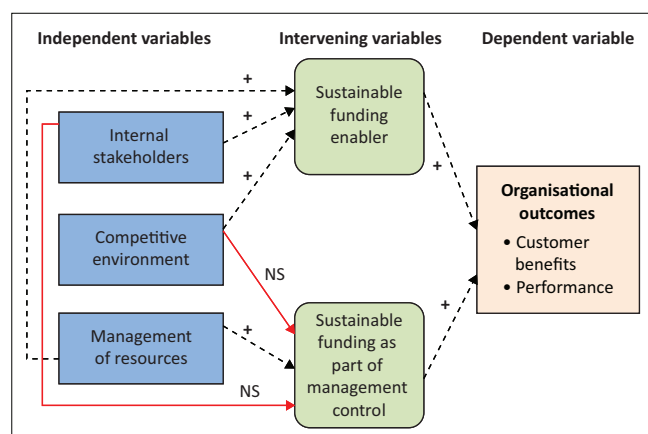 Independent variables
Intervening variables
Dependent variable
+
Sustainable
funding
enabler
+
Internal
stakeholders
+
+
Organisational
outcomes
• Customer
benefits
• Performance
Competitive
environment
NS
Management
of resources
+
Sustainable
funding as
part of
management
control
+
NS